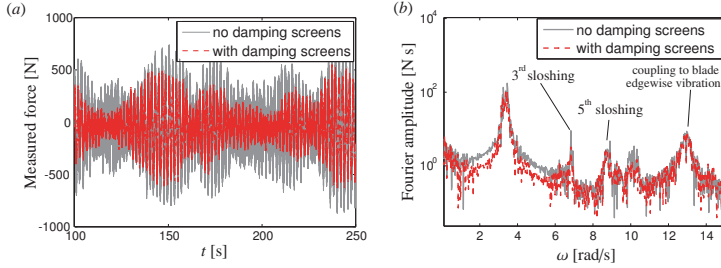 (a)
1000
500
0
-500
-1000
Measured force [N]
100
150
200
250
t [s]
no damping screens
with damping screens
(b)
10^4
10^2
10^0
Fourier amplitude [N s]
2
4
6
8
10
12
14
ω [rad/s]
no damping screens
with damping screens
3rd sloshing
5th sloshing
coupling to blade
edgewise vibration